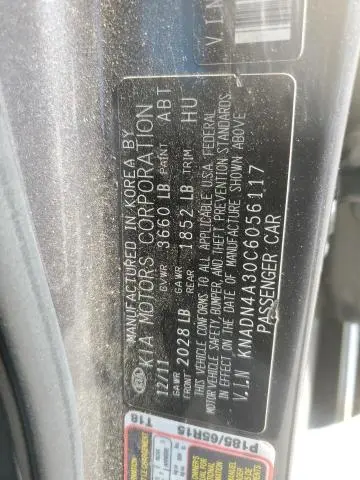 MANUFACTURED IN KOREA BY
KIA MOTORS CORPORATION
12/11 GVWR 3660 LB PAINT ABT
GAWR FRONT 2028 LB GAWR REAR 1852 LB TRIM HU
THIS VEHICLE CONFORMS TO ALL APPLICABLE U.S.A. FEDERAL
MOTOR VEHICLE SAFETY, BUMPER, AND THEFT PREVENTION STANDARDS
IN EFFECT ON THE DATE OF MANUFACTURE SHOWN ABOVE
V.I.N KNADN4A30C6056117
PASSENGER CAR
V.I.N
P185/65R15
T18
OWNER'S
MANUAL